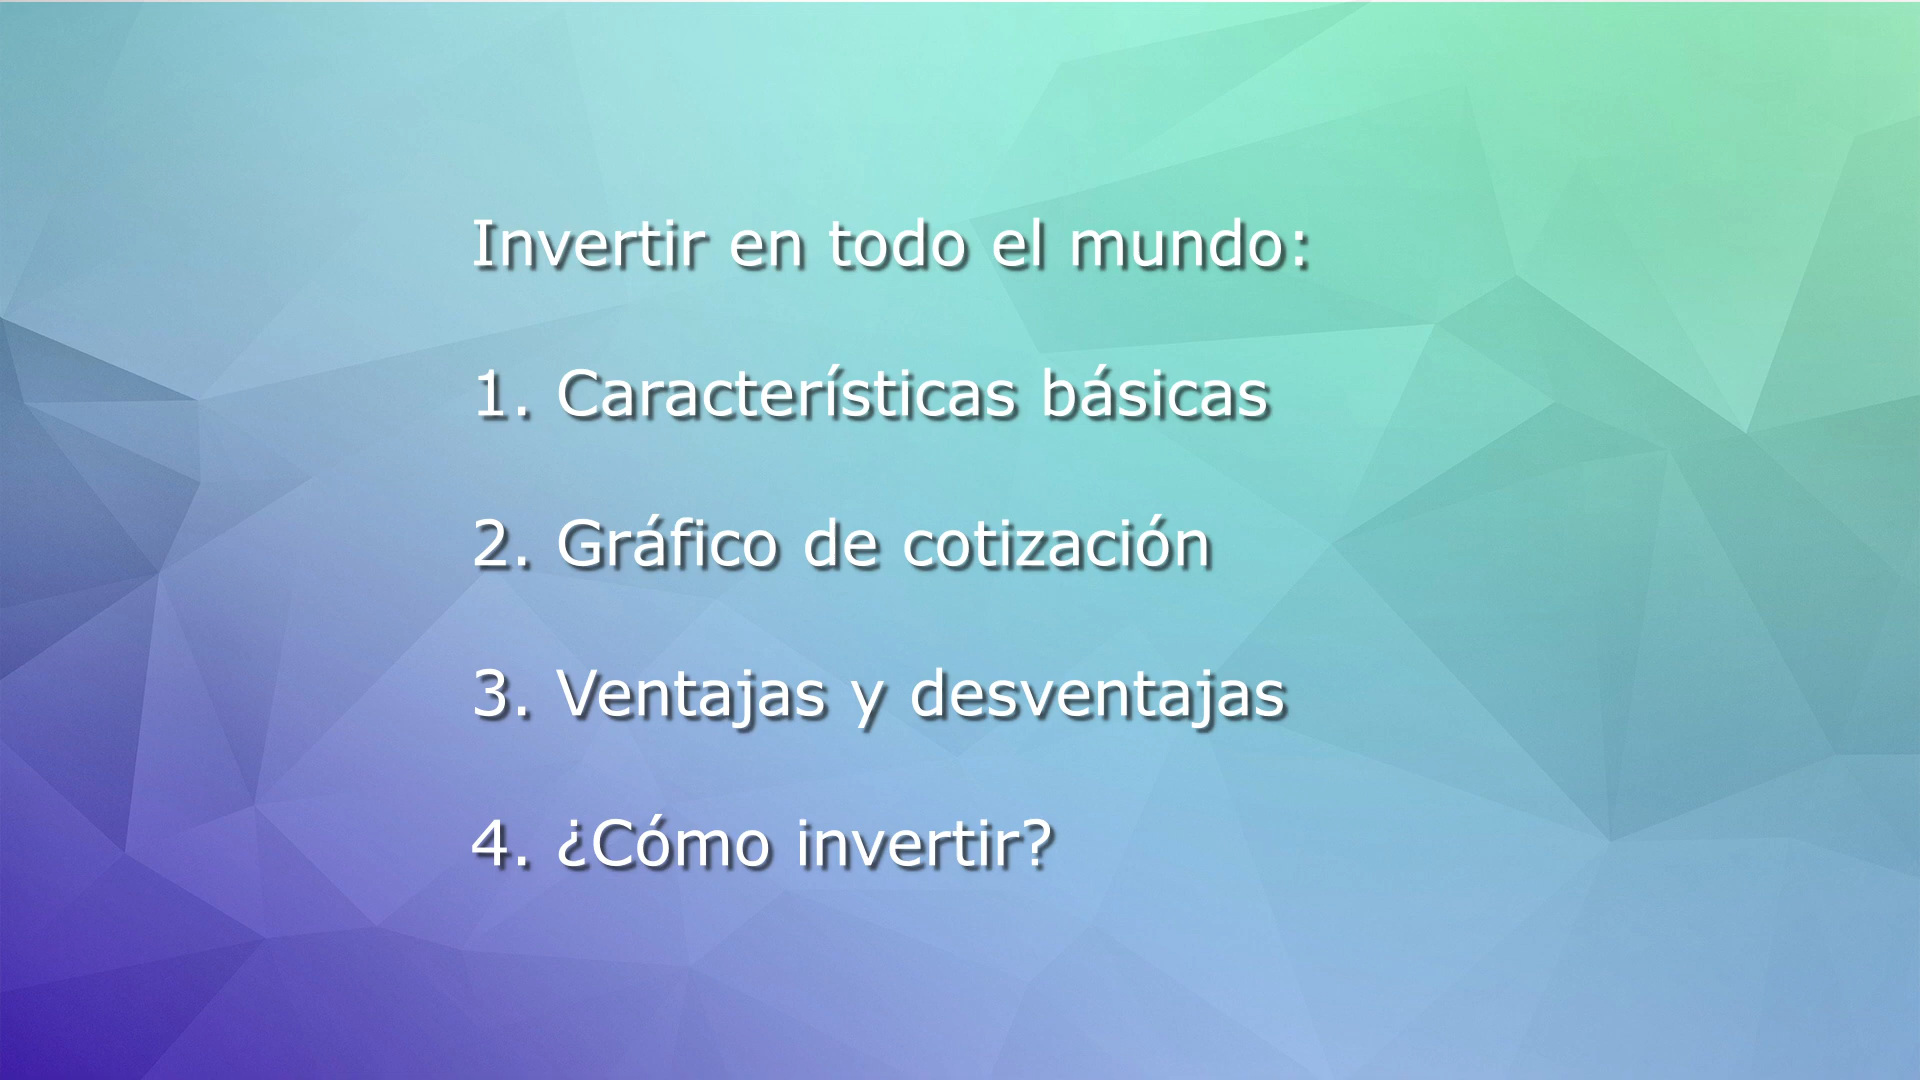 Invertir en todo el mundo:
1. Características básicas
2. Gráfico de cotización
3. Ventajas y desventajas
4. ¿Cómo invertir?